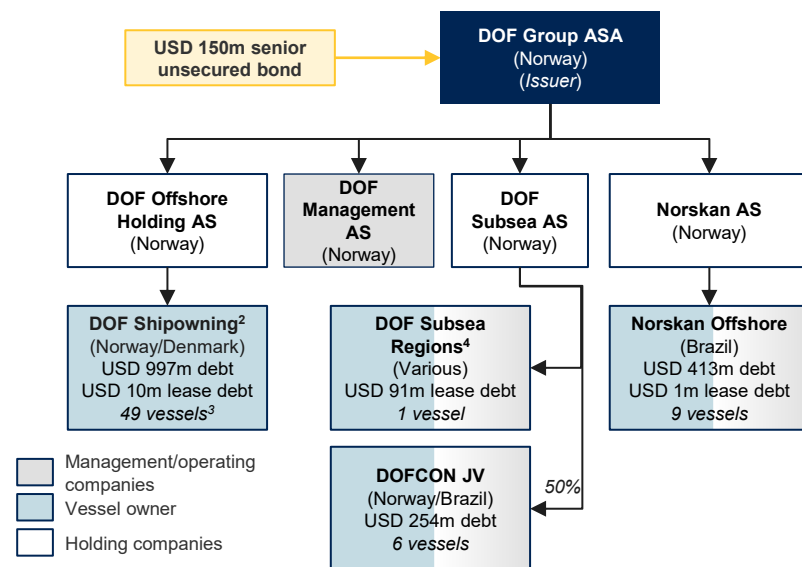 USD 150m senior
unsecured bond
DOF Group ASA
(Norway)
(Issuer)
DOF Offshore
Holding AS
(Norway)
DOF
Management
AS
(Norway)
DOF
Subsea AS
(Norway)
Norskan AS
(Norway)
DOF Shipowning²
(Norway/Denmark)
USD 997m debt
USD 10m lease debt
49 vessels³
DOF Subsea
Regions⁴
(Various)
USD 91m lease debt
1 vessel
Norskan Offshore
(Brazil)
USD 413m debt
USD 1m lease debt
9 vessels
DOFCON JV
(Norway/Brazil)
USD 254m debt
6 vessels
50%
Management/operating
companies
Vessel owner
Holding companies